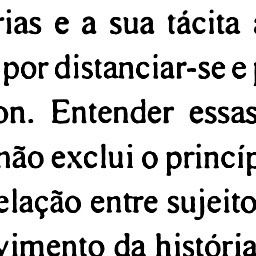 rias e a sua tácita
por distanciar-se e
on. Entender essas
não exclui o princíp
elação entre sujeito
vimento da história